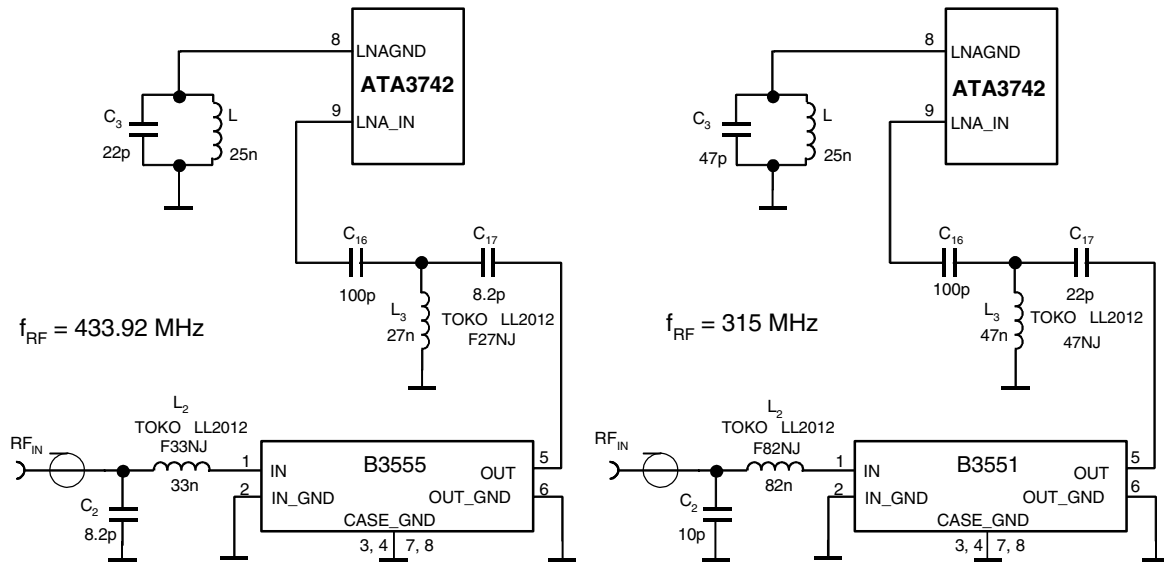 8
LNAGND
ATA3742
C3
22p
L
25n
9
LNA_IN
C16
100p
C17
8.2p
L3
27n
TOKO LL2012
F27NJ
fRF = 433.92 MHz
L2
TOKO LL2012
F33NJ
33n
RFIN
C2
8.2p
1
IN
2
IN_GND
B3555
OUT
5
OUT_GND
6
CASE_GND
3, 4
7, 8
8
LNAGND
ATA3742
C3
47p
L
25n
9
LNA_IN
C16
100p
C17
22p
L3
47n
TOKO LL2012
47NJ
fRF = 315 MHz
L2
TOKO LL2012
F82NJ
82n
RFIN
C2
10p
1
IN
2
IN_GND
B3551
OUT
5
OUT_GND
6
CASE_GND
3, 4
7, 8